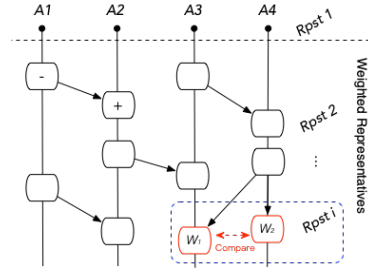 A1 A2 A3 A4
Rpst 1
-
+
Rpst 2
...
Weighted Representatives
Rpst i
W1 W2
Compare